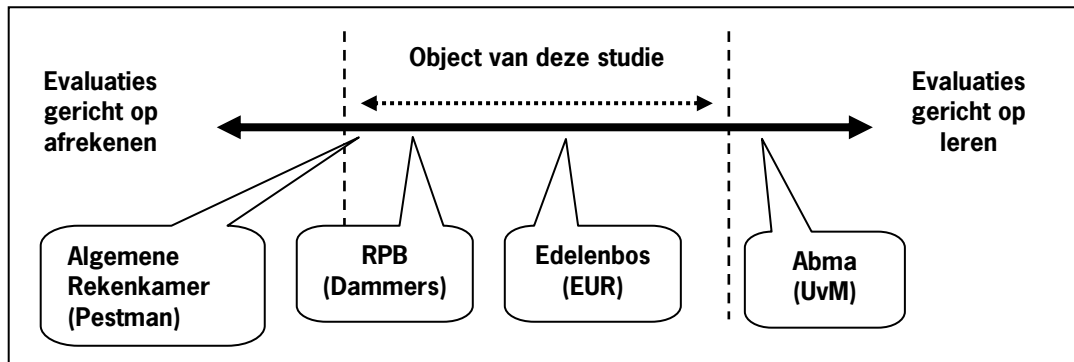 Object van deze studie
Evaluaties
gericht op
afrekenen
Evaluaties
gericht op
leren
Algemene
Rekenkamer
(Pestman)
RPB
(Dammers)
Edelenbos
(EUR)
Abma
(UvM)